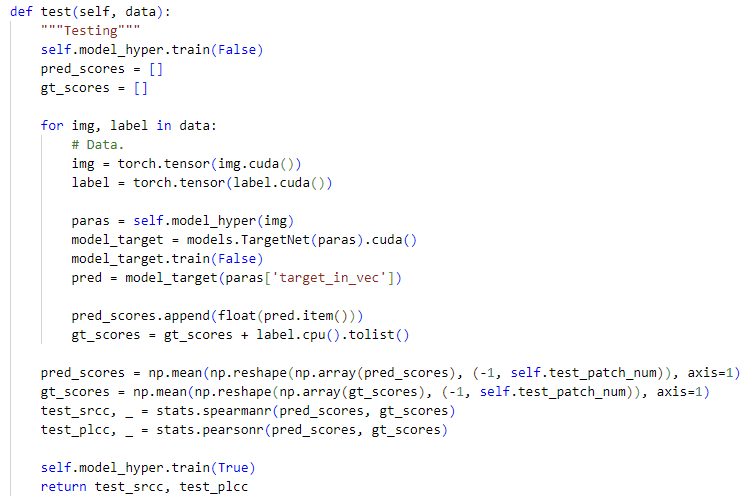 def test(self, data):
    """Testing"""
    self.model_hyper.train(False)
    pred_scores = []
    gt_scores = []

    for img, label in data:
        # Data.
        img = torch.tensor(img.cuda())
        label = torch.tensor(label.cuda())

        paras = self.model_hyper(img)
        model_target = models.TargetNet(paras).cuda()
        model_target.train(False)
        pred = model_target(paras['target_in_vec'])

        pred_scores.append(float(pred.item()))
        gt_scores = gt_scores + label.cpu().tolist()

    pred_scores = np.mean(np.reshape(np.array(pred_scores), (-1, self.test_patch_num)), axis=1)
    gt_scores = np.mean(np.reshape(np.array(gt_scores), (-1, self.test_patch_num)), axis=1)
    test_srcc, _ = stats.spearmanr(pred_scores, gt_scores)
    test_plcc, _ = stats.pearsonr(pred_scores, gt_scores)

    self.model_hyper.train(True)
    return test_srcc, test_plcc